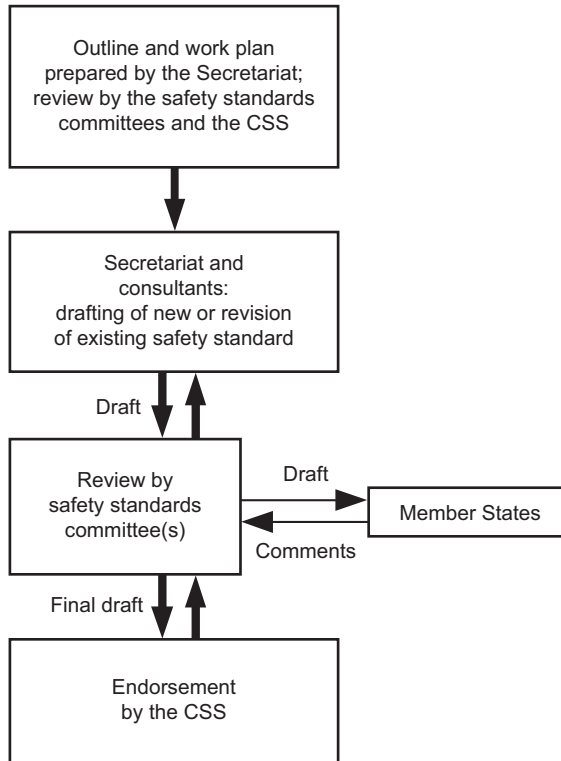 Outline and work plan
prepared by the Secretariat;
review by the safety standards
committees and the CSS
Secretariat and
consultants:
drafting of new or revision
of existing safety standard
Draft
Review by
safety standards
committee(s)
Draft
Member States
Comments
Final draft
Endorsement
by the CSS